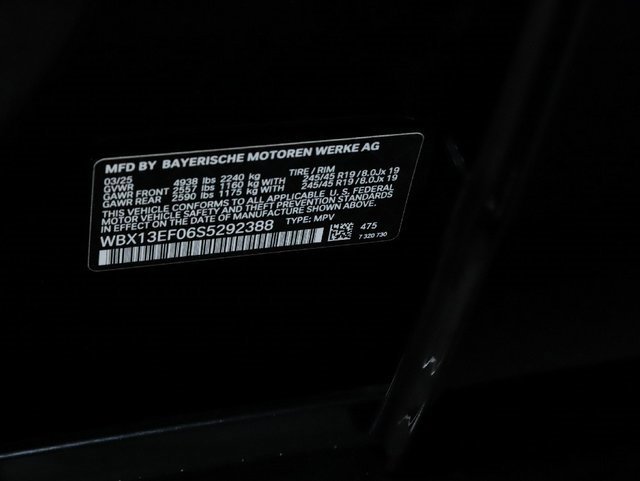 MFD BY BAYERISCHE MOTOREN WERKE AG
03/25 TIRE / RIM
GVWR 4938 lbs 2240 kg
GAWR FRONT 2557 lbs 1160 kg WITH 245/45 R19 / 8.0Jx 19
GAWR REAR 2590 lbs 1175 kg WITH 245/45 R19 / 8.0Jx 19
THIS VEHICLE CONFORMS TO ALL APPLICABLE U. S. FEDERAL
MOTOR VEHICLE SAFETY AND THEFT PREVENTION STANDARDS
IN EFFECT ON THE DATE OF MANUFACTURE SHOWN ABOVE.
WBX13EF06S5292388 TYPE: MPV
475
7 320 730